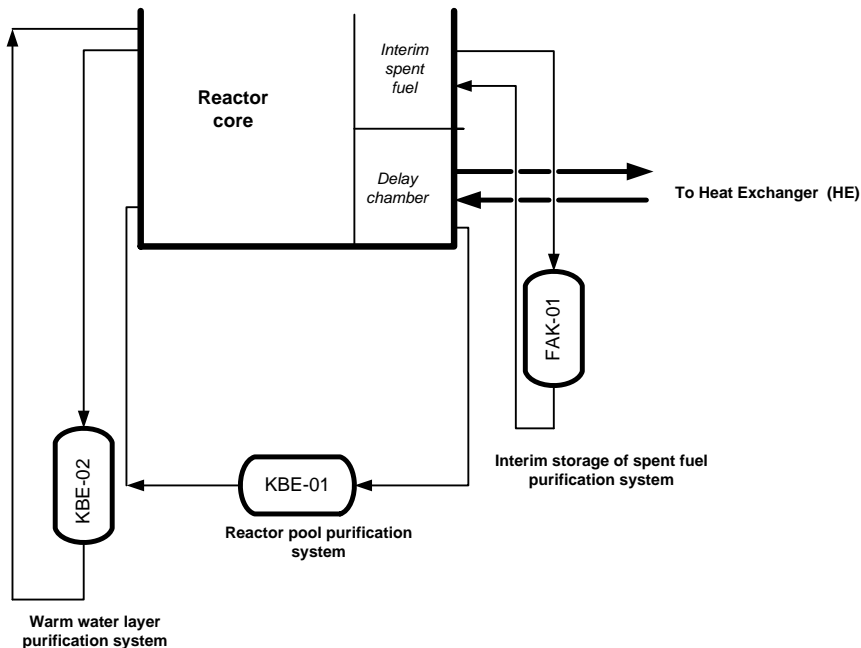 Interim
spent
fuel
Reactor
core
Delay
chamber
To Heat Exchanger (HE)
FAK-01
Interim storage of spent fuel
purification system
KBE-02
KBE-01
Reactor pool purification
system
Warm water layer
purification system